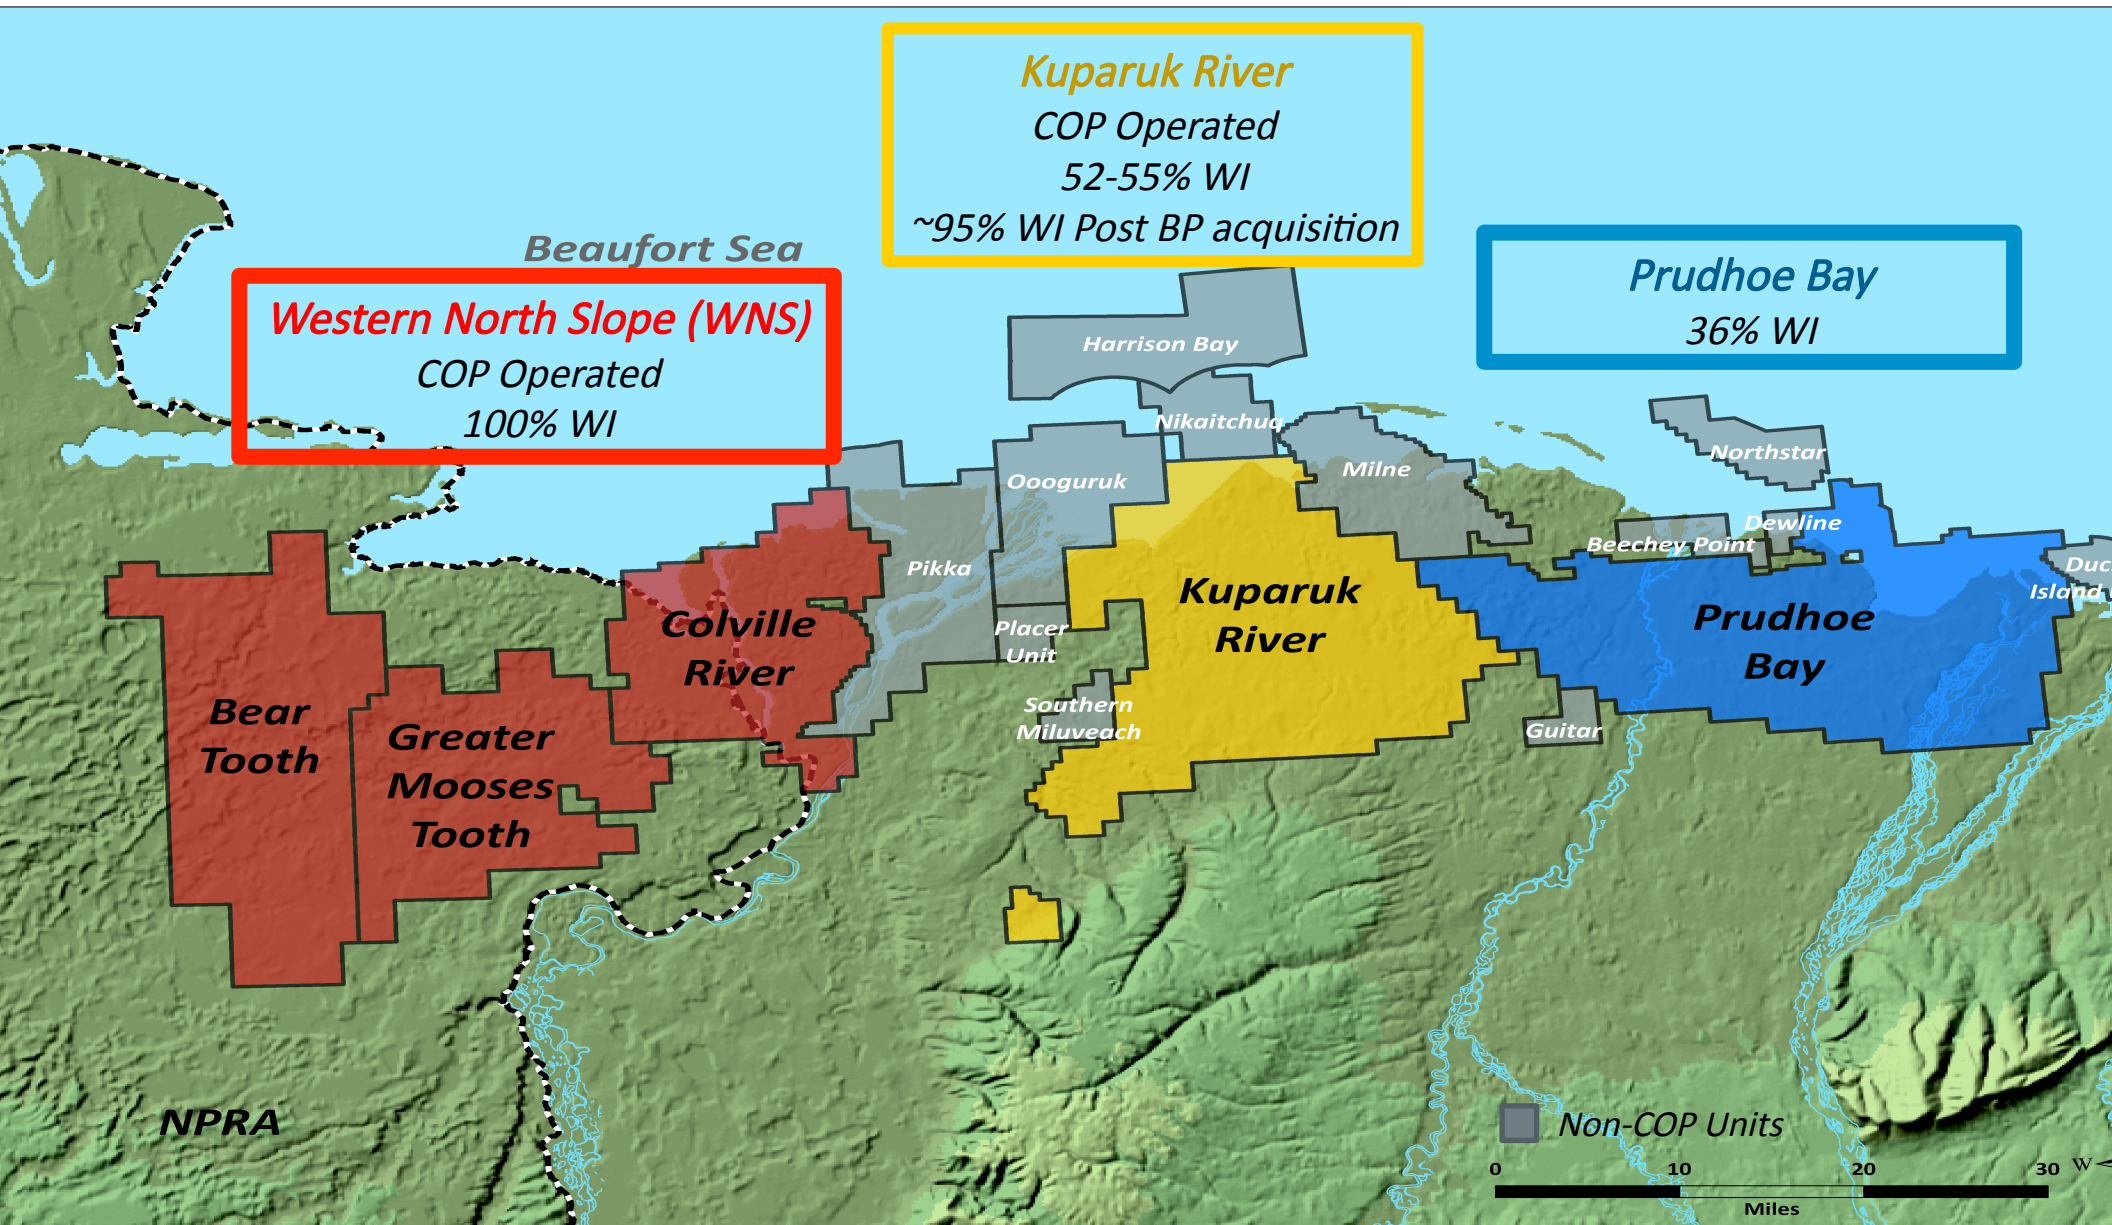 Kuparuk River
COP Operated
52-55% WI
~95% WI Post BP acquisition
Beaufort Sea
Western North Slope (WNS)
COP Operated
100% WI
Prudhoe Bay
36% WI
Harrison Bay
Nikaitchuq
Oooguruk
Milne
Northstar
Dewline
Beechey Point
Duc
Island
Pikka
Placer
Unit
Colville
River
Kuparuk
River
Prudhoe
Bay
Bear
Tooth
Greater
Mooses
Tooth
Southern
Miluveach
Guitar
NPRA
Non-COP Units
0 10 20 30
Miles
W